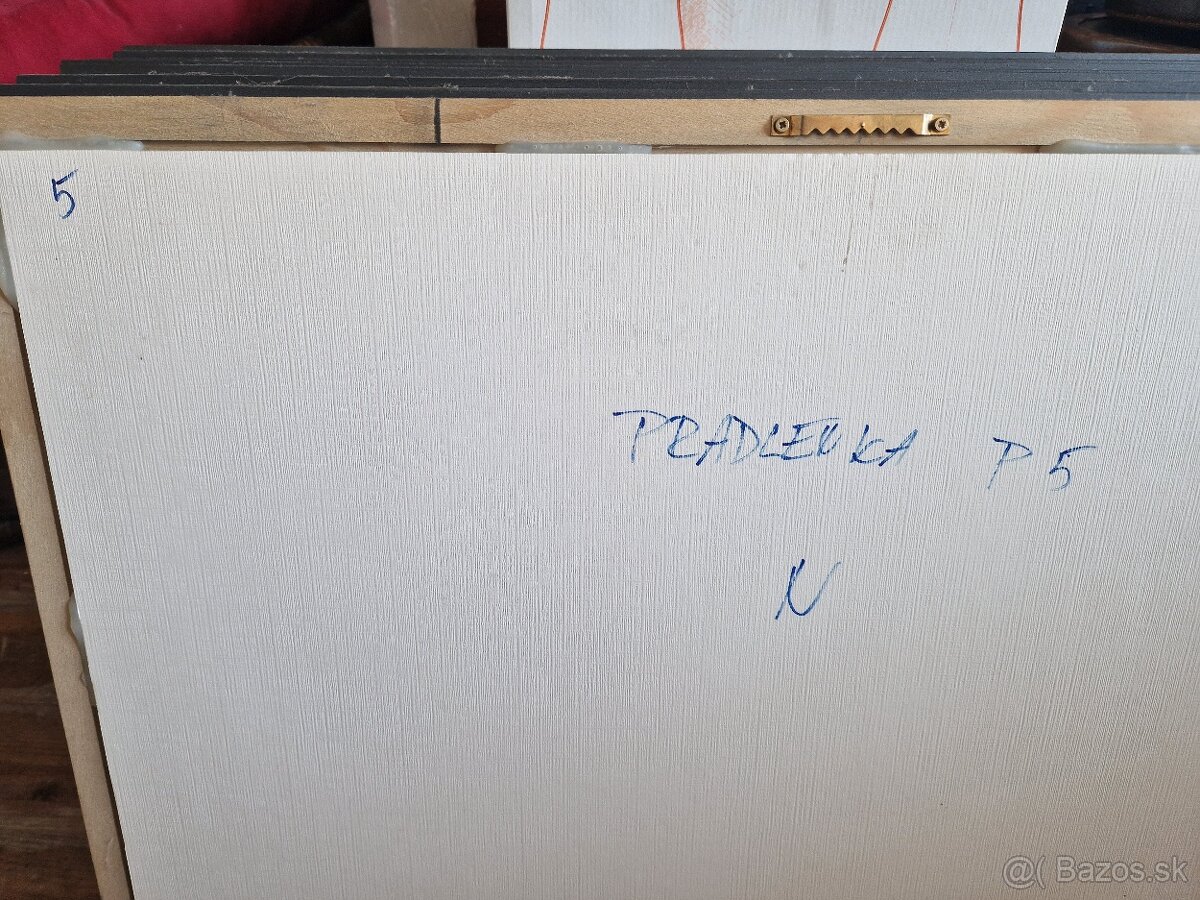 5
PRADLENKA P5
N
@( Bazos.sk